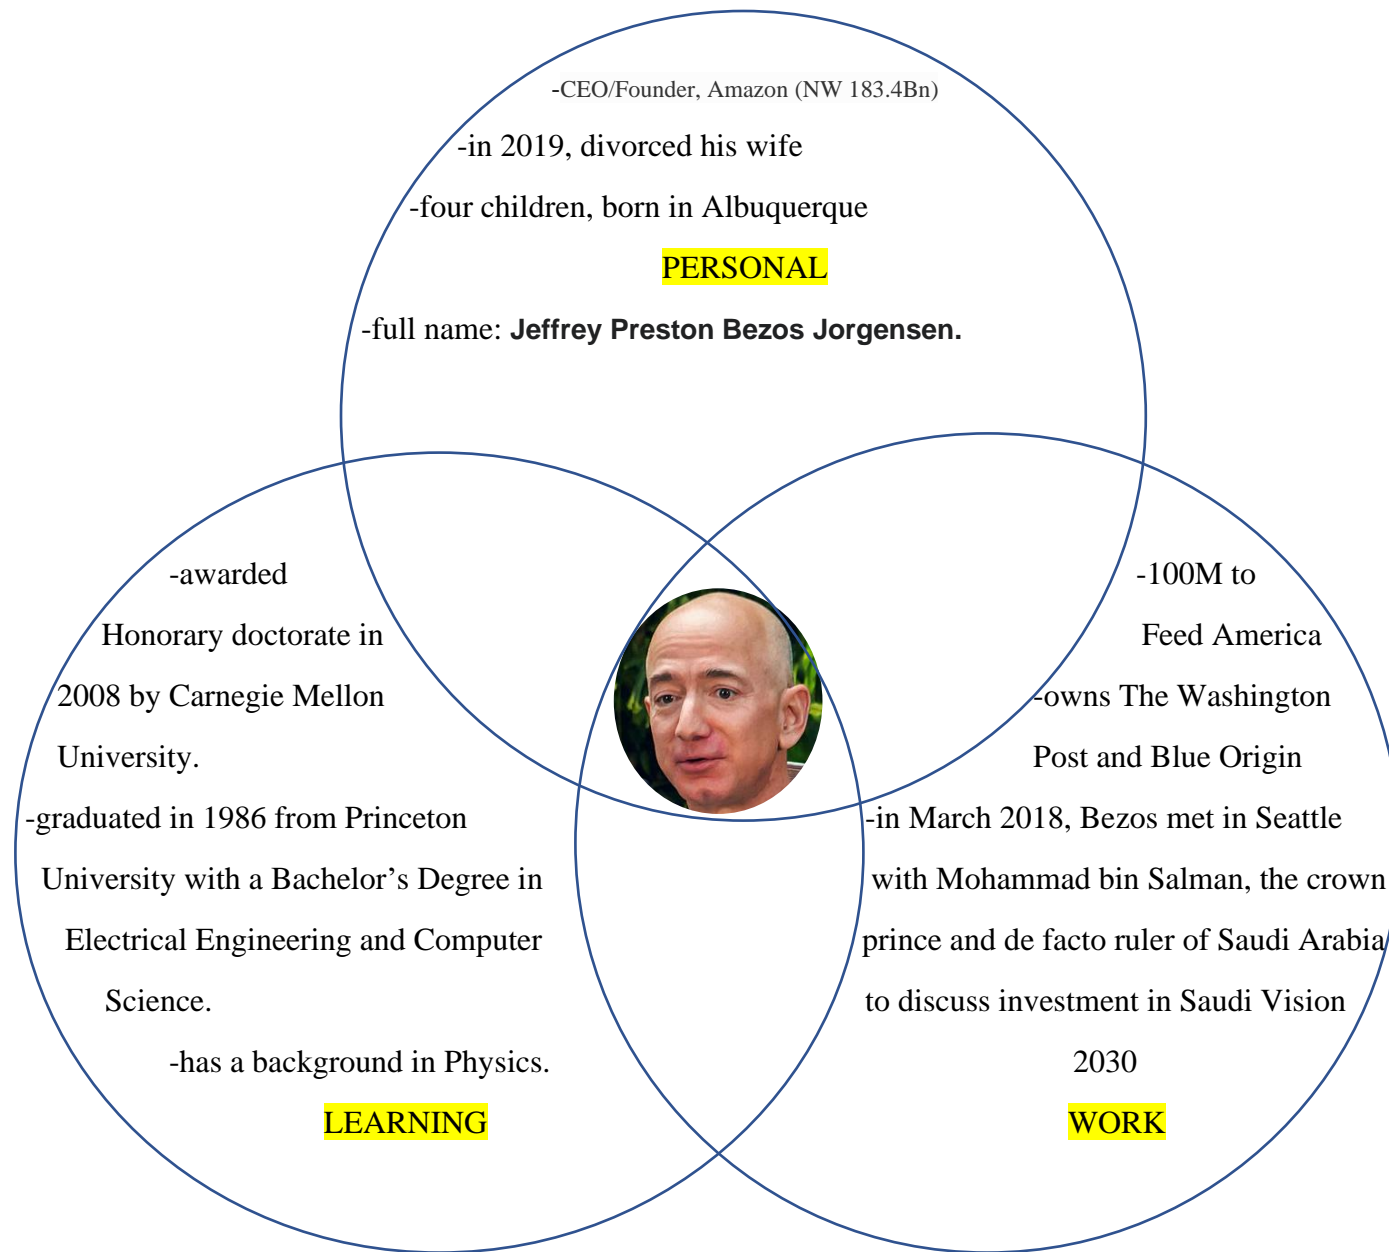 -CEO/Founder, Amazon (NW 183.4Bn)
-in 2019, divorced his wife
-four children, born in Albuquerque
PERSONAL
-full name: Jeffrey Preston Bezos Jorgensen.
-awarded
Honorary doctorate in
2008 by Carnegie Mellon
University.
-graduated in 1986 from Princeton
University with a Bachelor’s Degree in
Electrical Engineering and Computer
Science.
-has a background in Physics.
LEARNING
-100M to
Feed America
-owns The Washington
Post and Blue Origin
-in March 2018, Bezos met in Seattle
with Mohammad bin Salman, the crown
prince and de facto ruler of Saudi Arabia
to discuss investment in Saudi Vision
2030
WORK